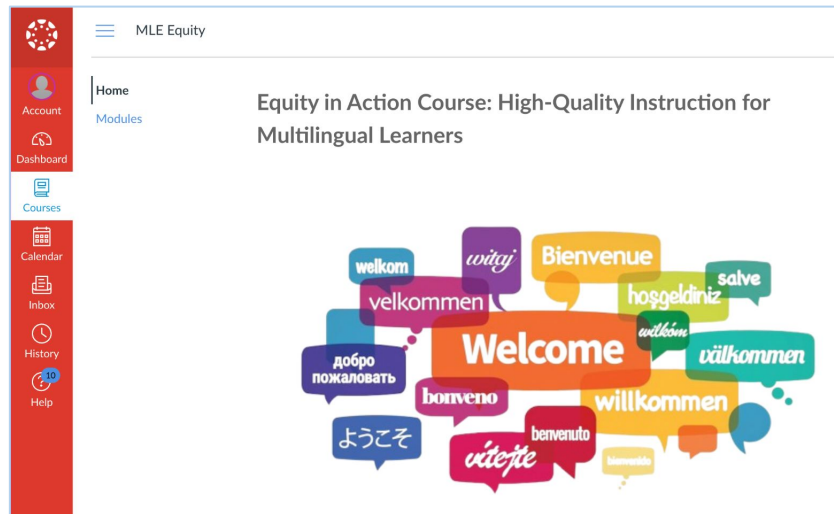 MLE Equity
Account
Dashboard
Courses
Calendar
Inbox
History
10
Help
Home
Modules
Equity in Action Course: High-Quality Instruction for
Multilingual Learners
welkom
witaj
Bienvenue
velkommen
hoşgeldiniz
salve
Welcome
wilkóm
välkommen
добро
пожаловать
bonveno
willkommen
ようこそ
vítejte
benvenuto
bienvenido